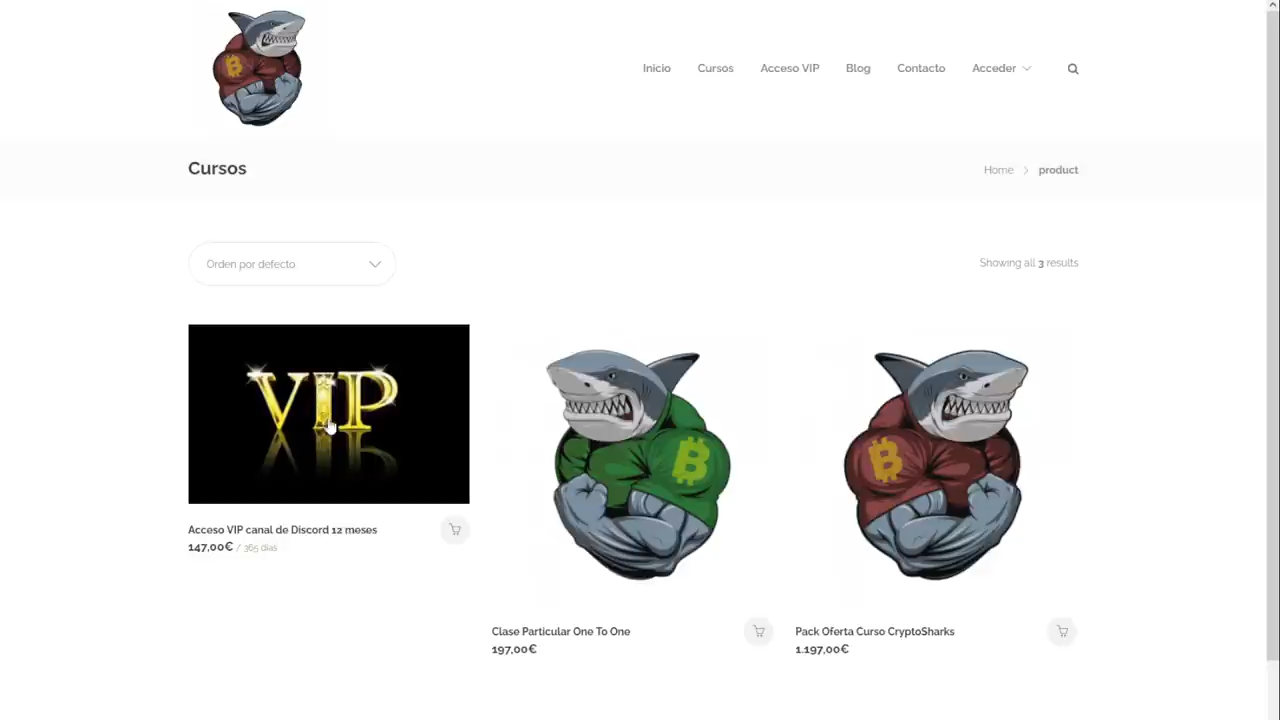 Inicio
Cursos
Acceso VIP
Blog
Contacto
Acceder
Cursos
Home
product
Orden por defecto
Showing all 3 results
VIP
Acceso VIP canal de Discord 12 meses
147,00€ / 365 días
Clase Particular One To One
197,00€
Pack Oferta Curso Crypto$harks
1.197,00€